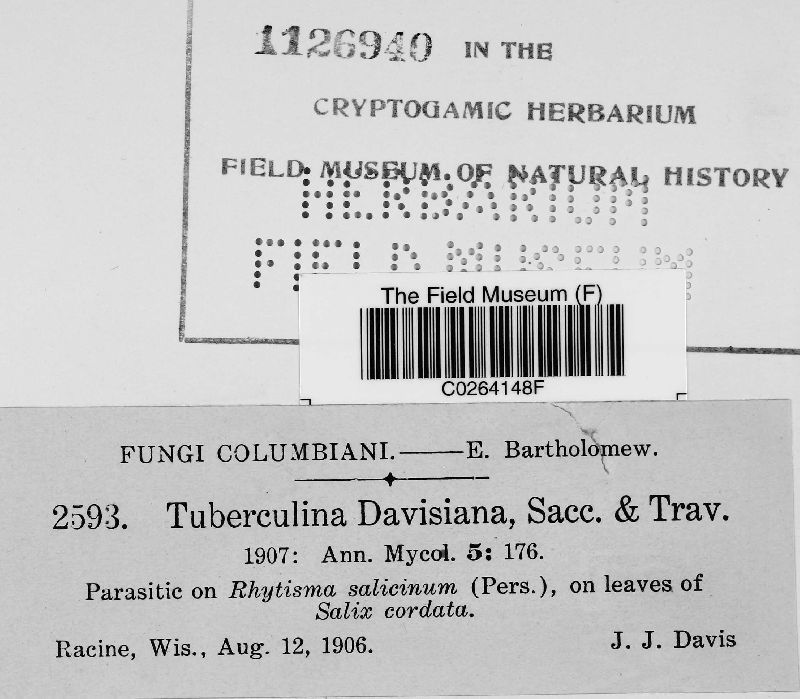 1126940 IN THE
CRYPTOGAMIC HERBARIUM
FIELD MUSEUM OF NATURAL HISTORY
HERBARIUM
FIELD MUSEUM
The Field Museum (F)
C0264148F
FUNGI COLUMBIANI.——E. Bartholomew.
2593. Tuberculina Davisiana, Sacc. & Trav.
1907: Ann. Mycol. 5: 176.
Parasitic on Rhytisma salicinum (Pers.), on leaves of
Salix cordata.
Racine, Wis., Aug. 12, 1906. J. J. Davis